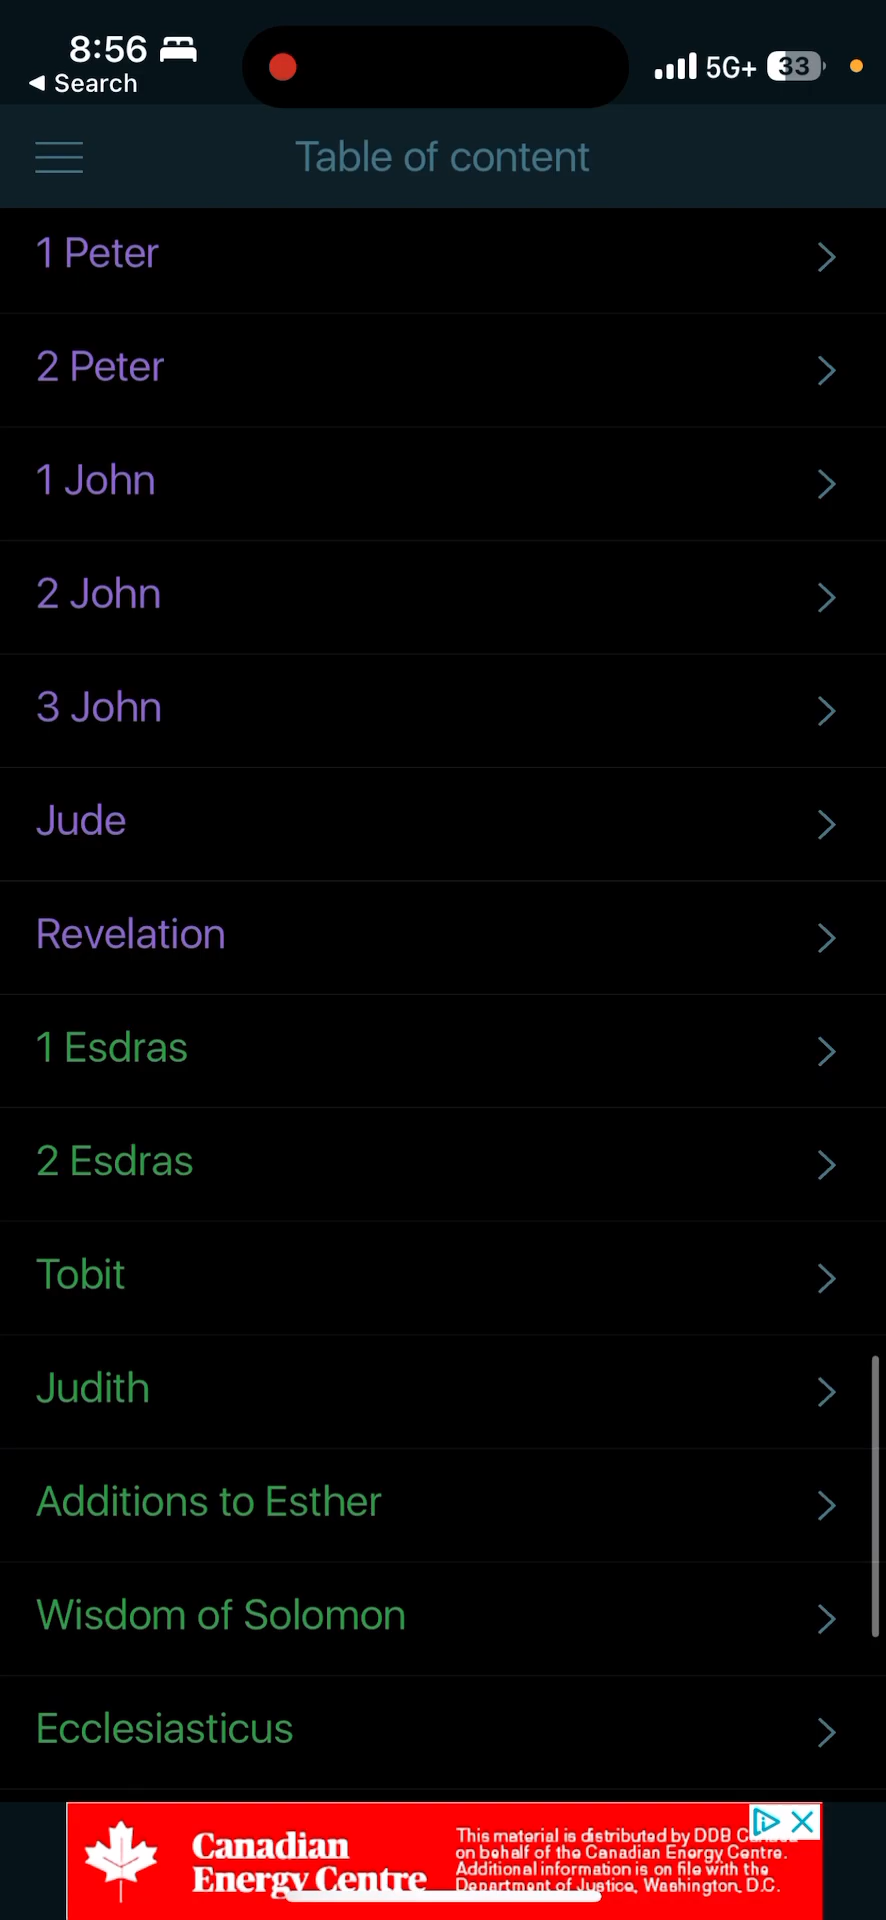 8:56
Search
5G+
33
Table of content
1 Peter
2 Peter
1 John
2 John
3 John
Jude
Revelation
1 Esdras
2 Esdras
Tobit
Judith
Additions to Esther
Wisdom of Solomon
Ecclesiasticus
Canadian
Energy Centre
This material is distributed by DDB
on behalf of the Canadian Energy Centre.
Additional information is on file with the
Department of Justice, Washington, D.C.